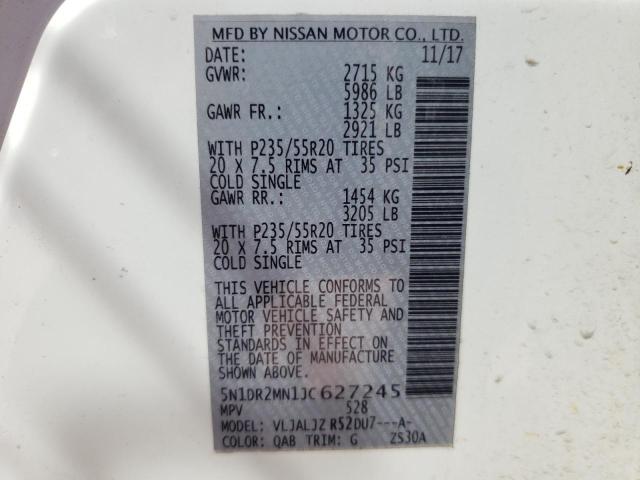 MFD BY NISSAN MOTOR CO., LTD.
DATE: 11/17
GVWR: 2715 KG
5986 LB
GAWR FR.: 1325 KG
2921 LB
WITH P235/55R20 TIRES
20 X 7.5 RIMS AT 35 PSI
COLD SINGLE
GAWR RR.: 1454 KG
3205 LB
WITH P235/55R20 TIRES
20 X 7.5 RIMS AT 35 PSI
COLD SINGLE
THIS VEHICLE CONFORMS TO
ALL APPLICABLE FEDERAL
MOTOR VEHICLE SAFETY AND
THEFT PREVENTION
STANDARDS IN EFFECT ON
THE DATE OF MANUFACTURE
SHOWN ABOVE.
5N1DR2MN1JC627245
MPV 528
MODEL: VLJALJZ R52DU7---A-
COLOR: QAB TRIM: G ZS30A